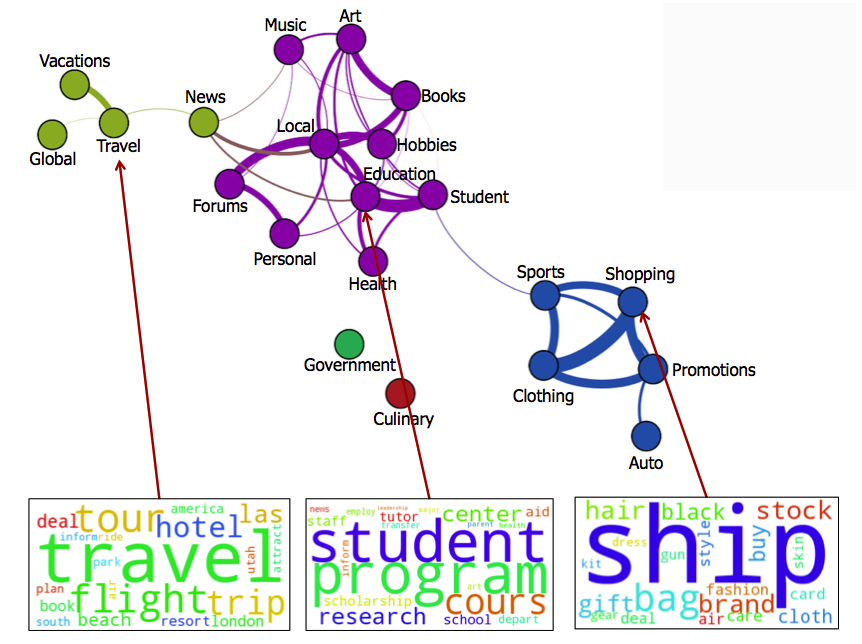 Art
Music
Vacations
News
Books
Local
Hobbies
Travel
Global
Education
Student
Forums
Personal
Health
Sports
Shopping
Government
Promotions
Clothing
Culinary
Auto
america
deal tour hotel las
inform ride
travel
park
utah
attract
plan
air
book flight trip
south beach resort london
news employ leadership major center aid
staff tutor
transfer parent health
student
inform
program
art
scholarship cours
research school depart
hair black stock
dress
style
buy
ship
kit
gun
skin
fashion card
gift bag brand
gear deal air care cloth